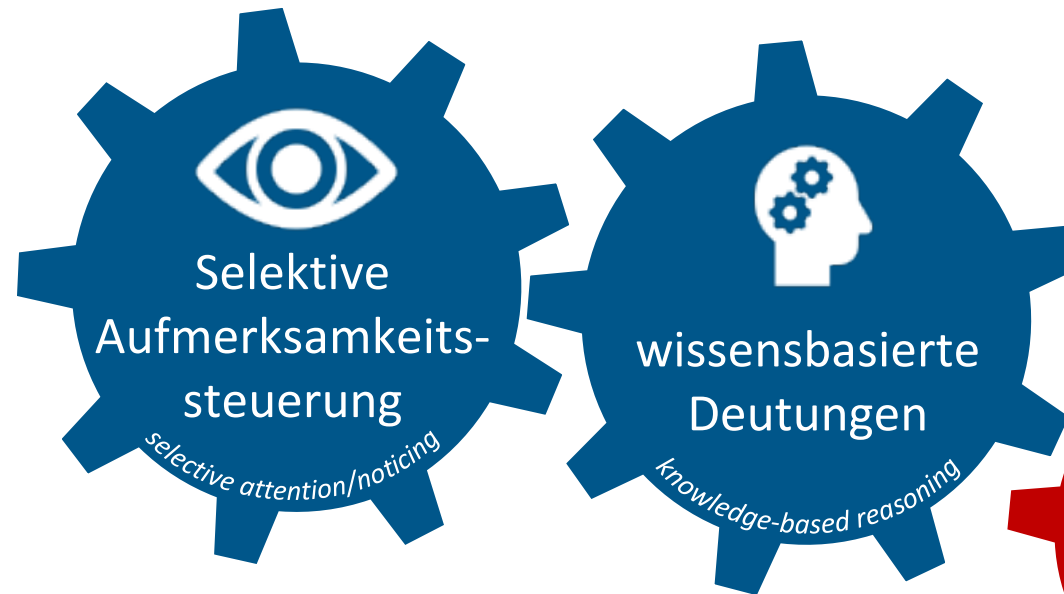 Selektive
Aufmerksamkeits-
steuerung
selective attention/noticing
wissensbasierte
Deutungen
knowledge-based reasoning